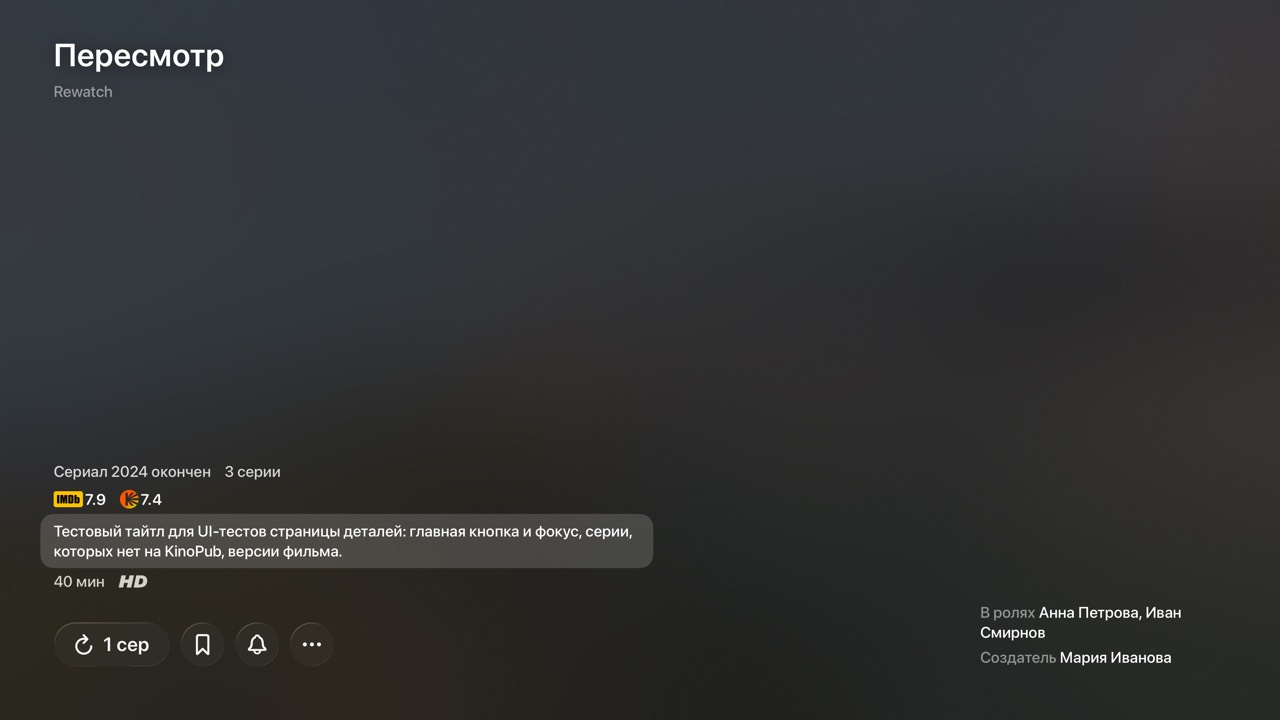 Пересмотр
Rewatch
Сериал 2024 окончен 3 серии
IMDb 7.9 7.4
Тестовый тайтл для UI-тестов страницы деталей: главная кнопка и фокус, серии,
которых нет на KinoPub, версии фильма.
40 мин HD
1 сер
В ролях Анна Петрова, Иван
Смирнов
Создатель Мария Иванова